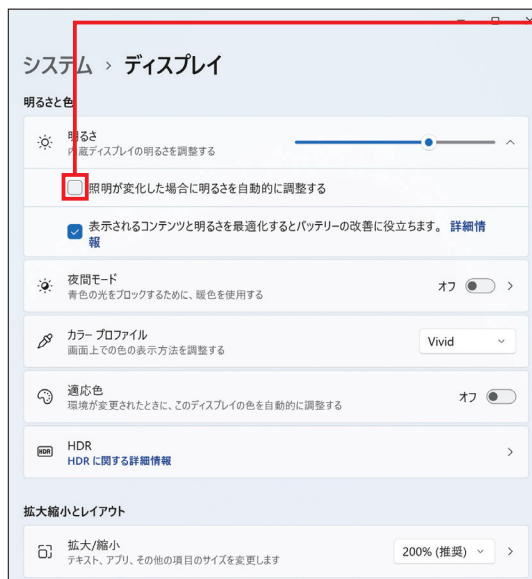 システム › ディスプレイ
明るさと色
明るさ
内蔵ディスプレイの明るさを調整する
照明が変化した場合に明るさを自動的に調整する
表示されるコンテンツと明るさを最適化するとバッテリーの改善に役立ちます。 詳細情
報
夜間モード
青色の光をブロックするために、暖色を使用する
オフ
カラー プロファイル
画面上での色の表示方法を調整する
Vivid
適応色
環境が変更されたときに、このディスプレイの色を自動的に調整する
オフ
HDR
HDR
HDR に関する詳細情報
拡大縮小とレイアウト
拡大/縮小
テキスト、アプリ、その他の項目のサイズを変更します
200% (推奨)